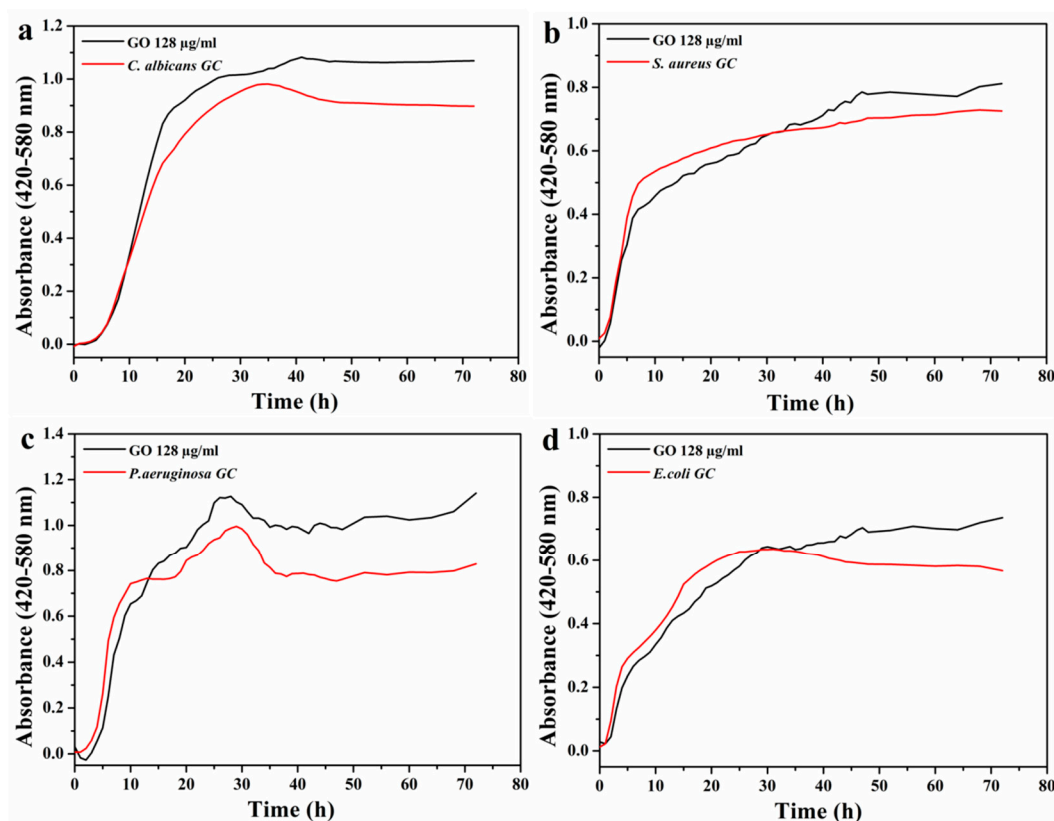 a
GO 128 µg/ml
C. albicans GC
Absorbance (420-580 nm)
1.2
1.0
0.8
0.6
0.4
0.2
0.0
0 10 20 30 40 50 60 70 80
Time (h)
b
GO 128 µg/ml
S. aureus GC
Absorbance (420-580 nm)
1.0
0.8
0.6
0.4
0.2
0.0
0 10 20 30 40 50 60 70 80
Time (h)
c
GO 128 µg/ml
P.aeruginosa GC
Absorbance (420-580 nm)
1.4
1.2
1.0
0.8
0.6
0.4
0.2
0.0
0 10 20 30 40 50 60 70 80
Time (h)
d
GO 128 µg/ml
E.coli GC
Absorbance (420-580 nm)
1.0
0.8
0.6
0.4
0.2
0.0
0 10 20 30 40 50 60 70 80
Time (h)